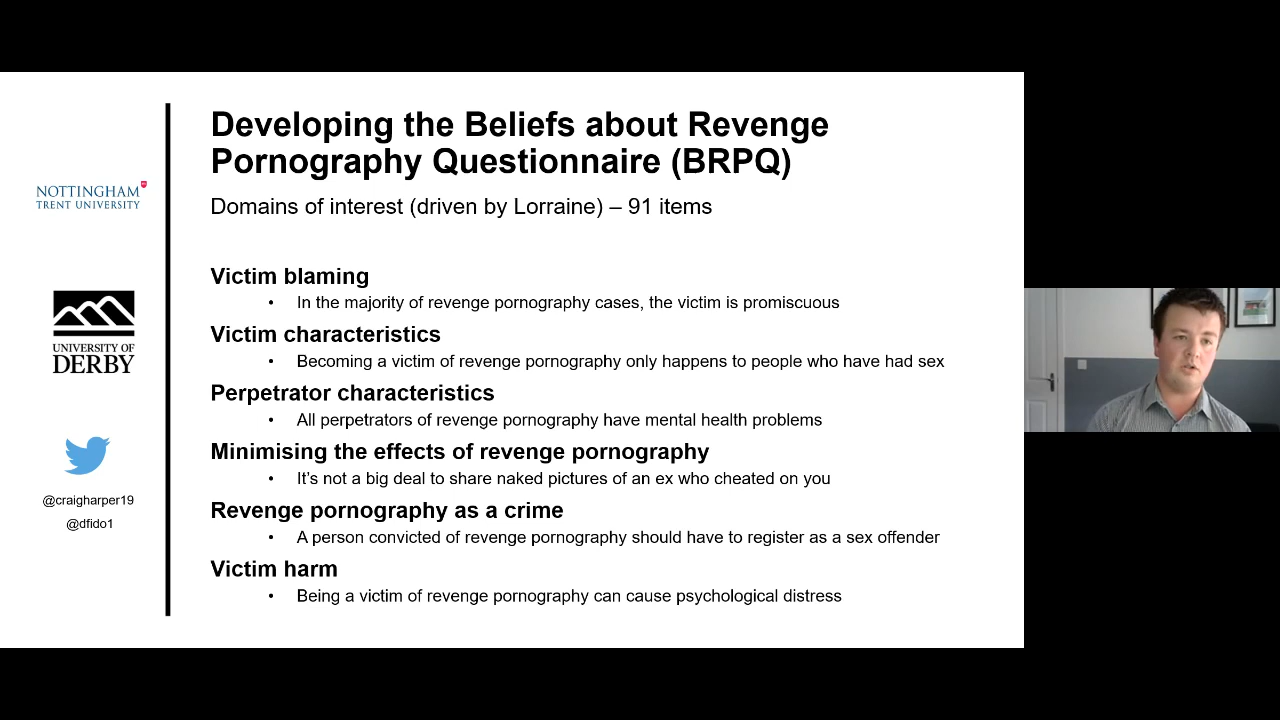 Developing the Beliefs about Revenge
Pornography Questionnaire (BRPQ)
Domains of interest (driven by Lorraine) – 91 items
Victim blaming
• In the majority of revenge pornography cases, the victim is promiscuous
Victim characteristics
• Becoming a victim of revenge pornography only happens to people who have had sex
Perpetrator characteristics
• All perpetrators of revenge pornography have mental health problems
Minimising the effects of revenge pornography
• It’s not a big deal to share naked pictures of an ex who cheated on you
Revenge pornography as a crime
• A person convicted of revenge pornography should have to register as a sex offender
Victim harm
• Being a victim of revenge pornography can cause psychological distress
NOTTINGHAM
TRENT UNIVERSITY
UNIVERSITY OF
DERBY
@craigharper19
@dfido1